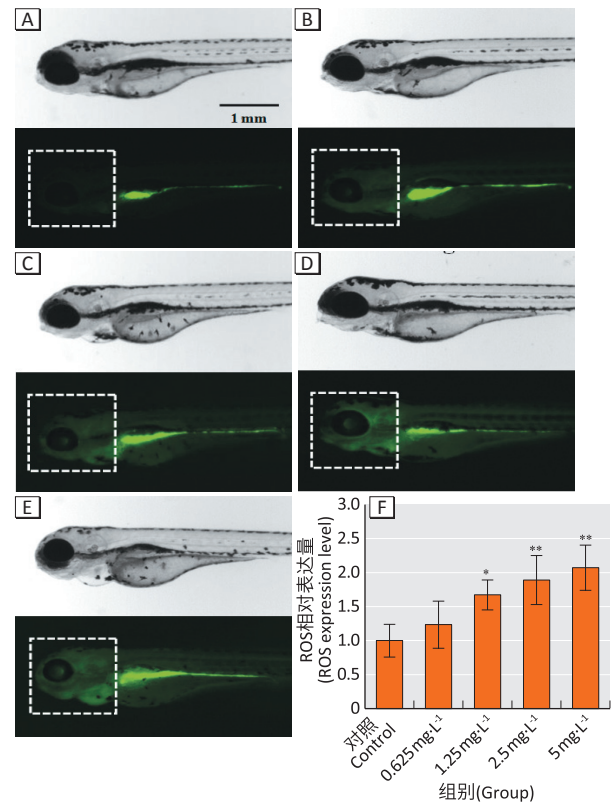 A
B
1 mm
C
D
g
E
F
3.0
2.5
2.0
1.5
1.0
0.5
0
ROS相对表达量
(ROS expression level)
*
**
**
对照
Control
0.625 mg·L⁻¹
1.25 mg·L⁻¹
2.5 mg·L⁻¹
5 mg·L⁻¹
组别(Group)